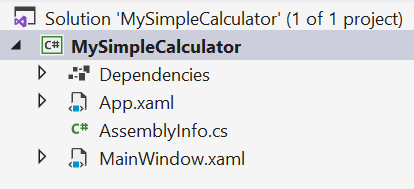 Solution 'MySimpleCalculator' (1 of 1 project)
C# MySimpleCalculator
Dependencies
App.xaml
C# AssemblyInfo.cs
MainWindow.xaml